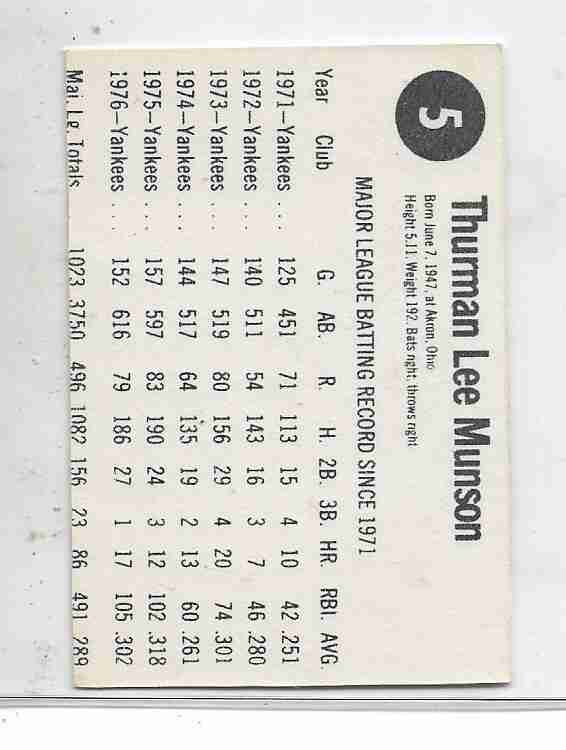 5
Thurman Lee Munson
Born June 7, 1947, at Akron, Ohio
Height 5.11. Weight 192. Bats right, throws right
MAJOR LEAGUE BATTING RECORD SINCE 1971
Year Club G. AB. R. H. 2B. 3B. HR. RBI. AVG.
1971—Yankees . . . 125 451 71 113 15 4 10 42 .251
1972—Yankees . . . 140 511 54 143 16 3 7 46 .280
1973—Yankees . . . 147 519 80 156 29 4 20 74 .301
1974—Yankees . . . 144 517 64 135 19 2 13 60 .261
1975—Yankees . . . 157 597 83 190 24 3 12 102 .318
1976—Yankees . . . 152 616 79 186 27 1 17 105 .302
Maj. Lg. Totals 1023 3750 496 1082 156 23 86 491 .289